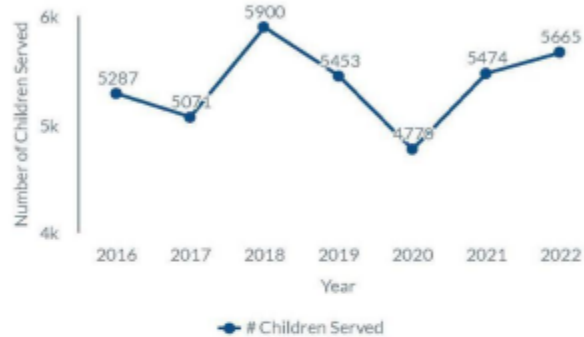 6k
5k
4k
Number of Children Served
5287
5071
5900
5453
4778
5474
5665
2016 2017 2018 2019 2020 2021 2022
Year
# Children Served